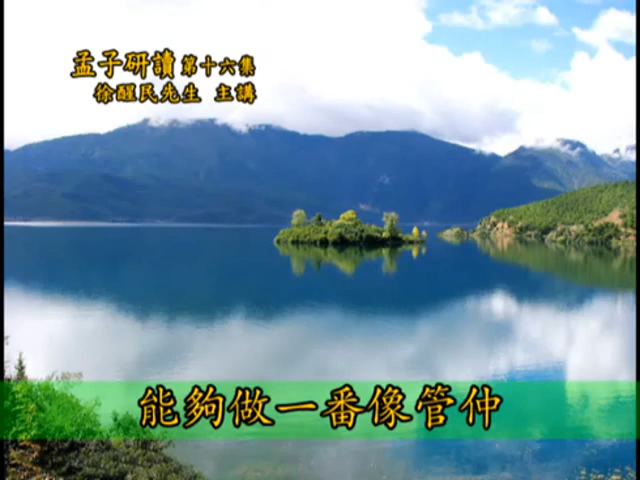 孟子研讀 第十六集
徐醒民先生 主講
能夠做一番像管仲